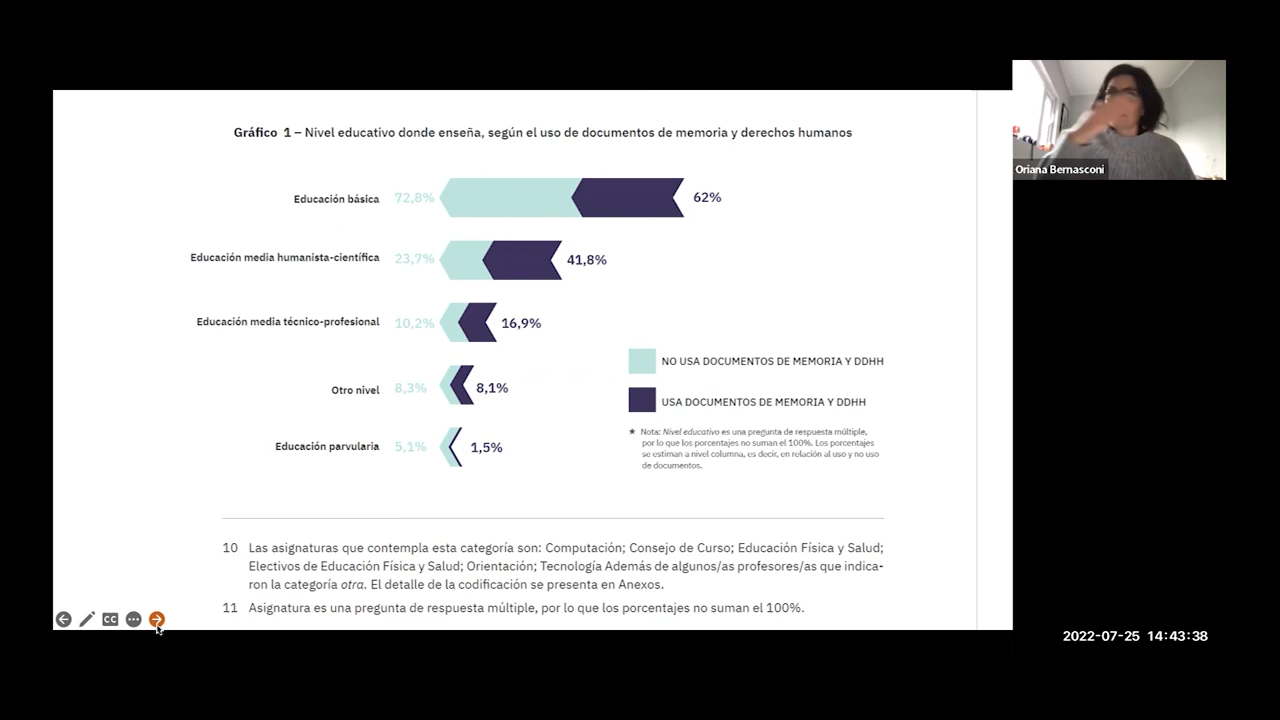 Gráfico 1 – Nivel educativo donde enseña, según el uso de documentos de memoria y derechos humanos
Educación básica 72,8% 62%
Educación media humanista-científica 23,7% 41,8%
Educación media técnico-profesional 10,2% 16,9%
Otro nivel 8,3% 8,1%
Educación parvularia 5,1% 1,5%
NO USA DOCUMENTOS DE MEMORIA Y DDHH
USA DOCUMENTOS DE MEMORIA Y DDHH
* Nota: Nivel educativo es una pregunta de respuesta múltiple,
por lo que los porcentajes no suman el 100%. Los porcentajes
se estiman a nivel columna, es decir, en relación al uso y no uso
de documentos.
10 Las asignaturas que contempla esta categoría son: Computación; Consejo de Curso; Educación Física y Salud;
Electivos de Educación Física y Salud; Orientación; Tecnología Además de algunos/as profesores/as que indica-
ron la categoría otra. El detalle de la codificación se presenta en Anexos.
11 Asignatura es una pregunta de respuesta múltiple, por lo que los porcentajes no suman el 100%.
CC
Oriana Bernasconi
2022-07-25 14:43:38